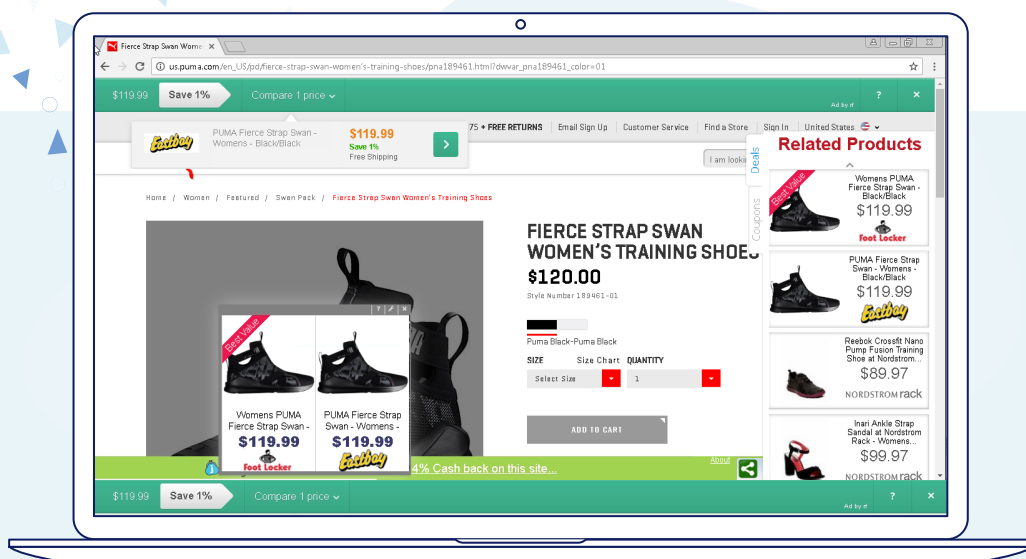 Fierce Strap Swan Wome
us.puma.com/en_US/pd/fierce-strap-swan-women's-training-shoes/pna189461.html?dwvar_pna189461_color=01
$119.99 Save 1% Compare 1 price ? ×
Ad by rf
75 + FREE RETURNS Email Sign Up Customer Service Find a Store Sign In United States
Eastbay
PUMA Fierce Strap Swan -
Womens - Black/Black
$119.99
Save 1%
Free Shipping
I am looki
Home / Women / Featured / Swan Pack / Fierce Strap Swan Women's Training Shoes
FIERCE STRAP SWAN
WOMEN'S TRAINING SHOES
$120.00
Style Number 189461-01
Puma Black-Puma Black
SIZE Size Chart QUANTITY
Select Size 1
ADD TO CART
Deals
Coupons
Related Products
Best Value
Womens PUMA
Fierce Strap Swan -
Black/Black
$119.99
Foot Locker
PUMA Fierce Strap
Swan - Womens -
Black/Black
$119.99
Eastbay
Reebok Crossfit Nano
Pump Fusion Training
Shoe at Nordstrom...
$89.97
NORDSTROM rack
Inari Ankle Strap
Sandal at Nordstrom
Rack - Womens...
$99.97
NORDSTROM rack
Best Value
Womens PUMA
Fierce Strap Swan -
$119.99
Foot Locker
PUMA Fierce Strap
Swan - Womens -
$119.99
Eastbay
4% Cash back on this site...
About
$119.99 Save 1% Compare 1 price ? ×
Ad by rf